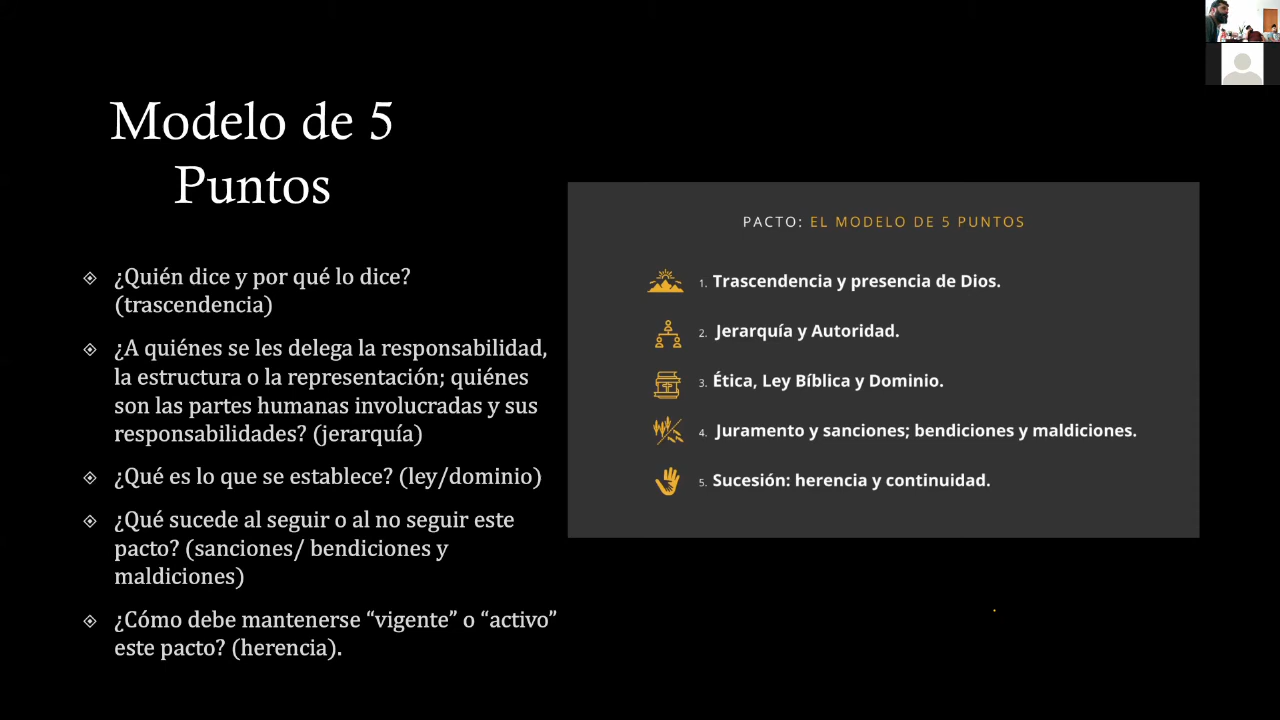 Modelo de 5
Puntos
¿Quién dice y por qué lo dice?
(trascendencia)
¿A quiénes se les delega la responsabilidad,
la estructura o la representación; quiénes
son las partes humanas involucradas y sus
responsabilidades? (jerarquía)
¿Qué es lo que se establece? (ley/dominio)
¿Qué sucede al seguir o al no seguir este
pacto? (sanciones/ bendiciones y
maldiciones)
¿Cómo debe mantenerse “vigente” o “activo”
este pacto? (herencia).
PACTO: EL MODELO DE 5 PUNTOS
1. Trascendencia y presencia de Dios.
2. Jerarquía y Autoridad.
3. Ética, Ley Bíblica y Dominio.
4. Juramento y sanciones; bendiciones y maldiciones.
5. Sucesión: herencia y continuidad.